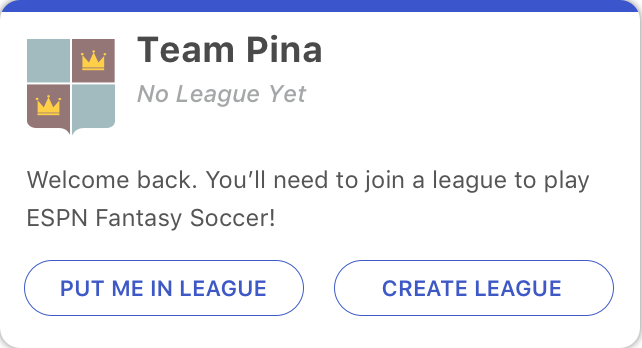 Team Pina
No League Yet
Welcome back. You’ll need to join a league to play
ESPN Fantasy Soccer!
PUT ME IN LEAGUE
CREATE LEAGUE